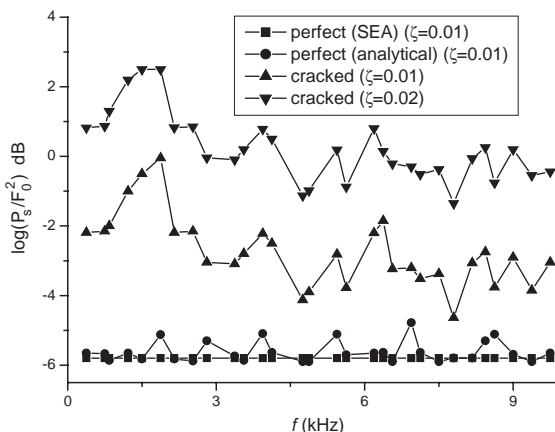 perfect (SEA) (ζ=0.01)
perfect (analytical) (ζ=0.01)
cracked (ζ=0.01)
cracked (ζ=0.02)
log(Pₛ/F₀²) dB
4
2
0
-2
-4
-6
0 3 6 9
f (kHz)